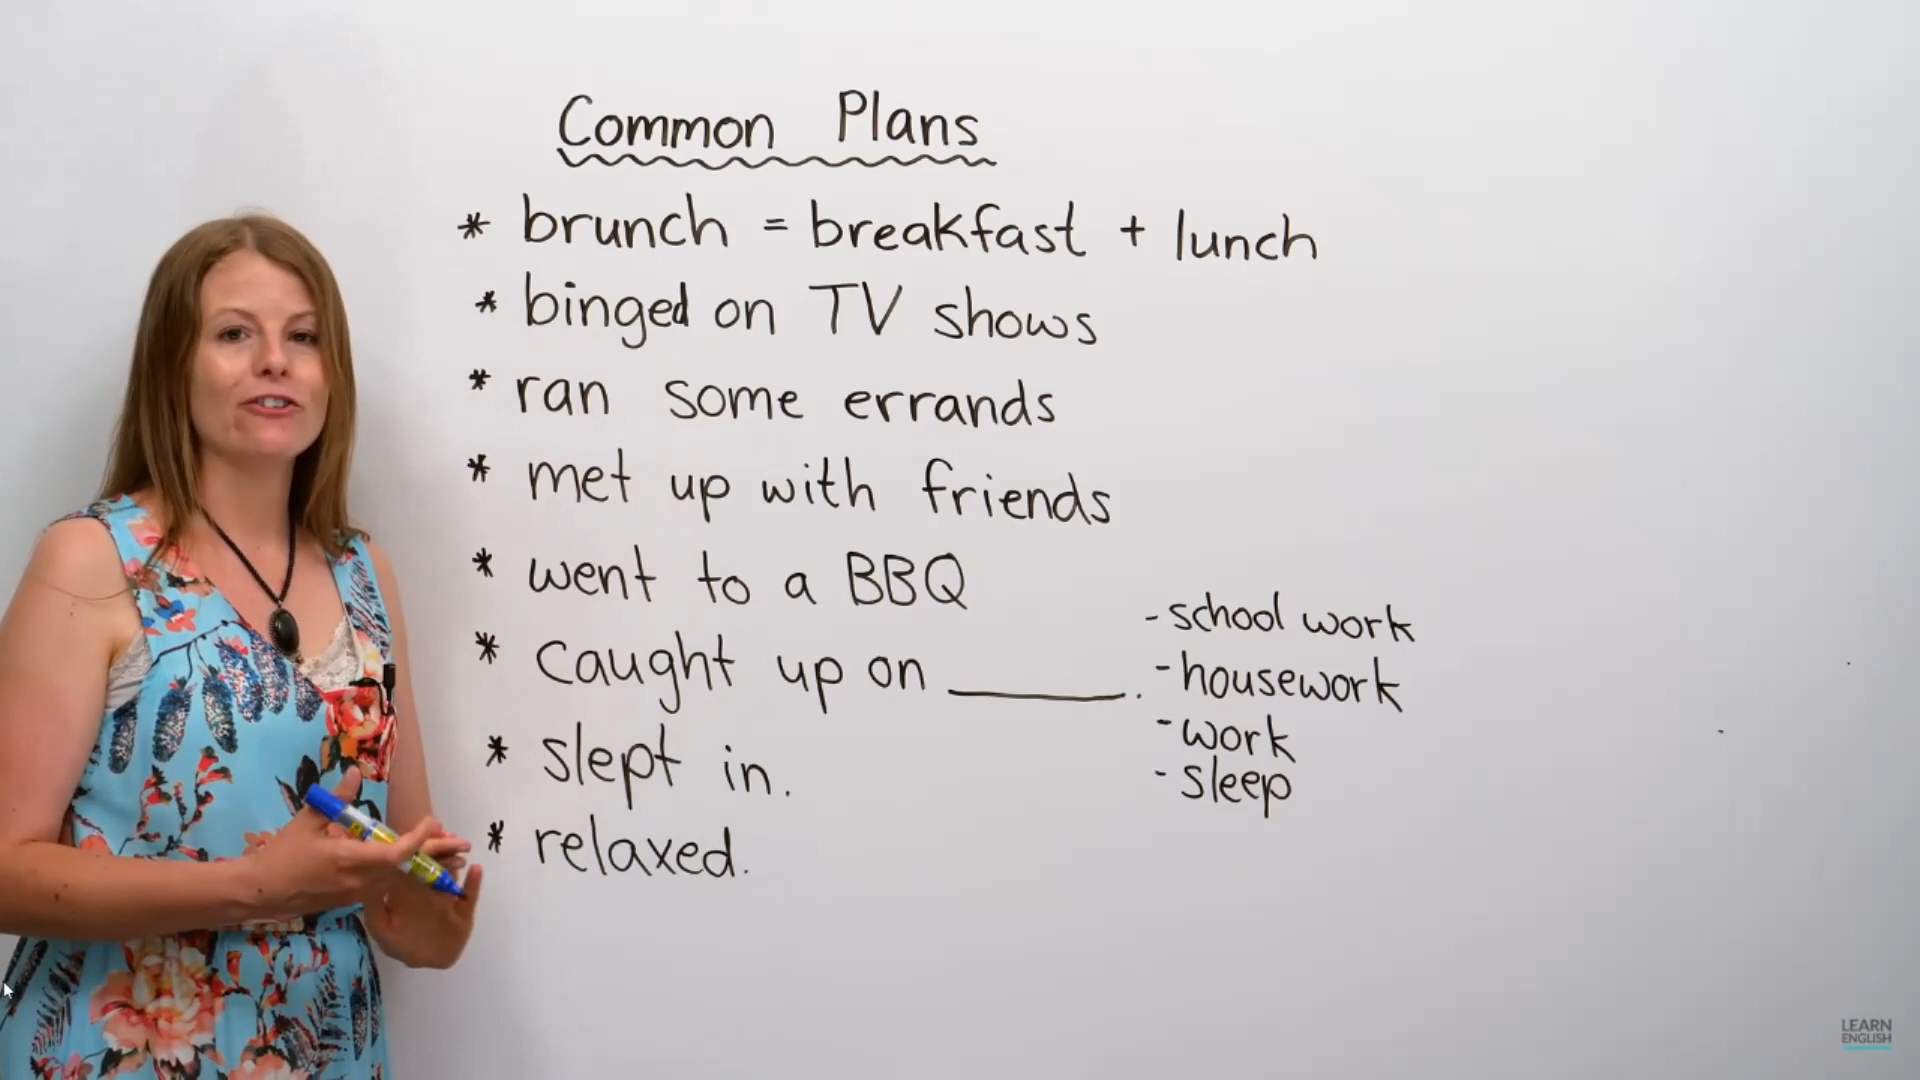 Common Plans
* brunch = breakfast + lunch
* binged on TV shows
* ran some errands
* met up with friends
* went to a BBQ
* caught up on ______.
- school work
- housework
- work
- sleep
* slept in.
* relaxed.
LEARN
ENGLISH